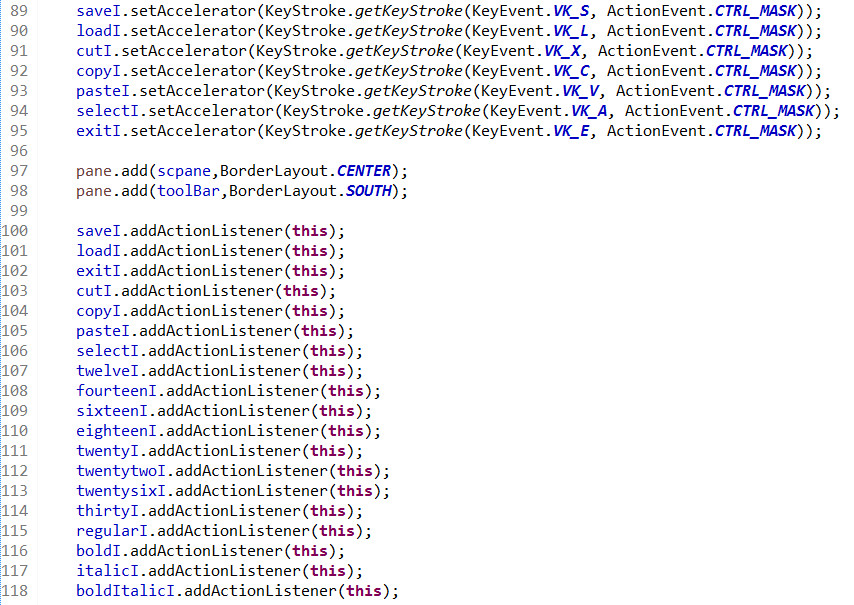 89 saveI.setAccelerator(KeyStroke.getKeyStroke(KeyEvent.VK_S, ActionEvent.CTRL_MASK));
90 loadI.setAccelerator(KeyStroke.getKeyStroke(KeyEvent.VK_L, ActionEvent.CTRL_MASK));
91 cutI.setAccelerator(KeyStroke.getKeyStroke(KeyEvent.VK_X, ActionEvent.CTRL_MASK));
92 copyI.setAccelerator(KeyStroke.getKeyStroke(KeyEvent.VK_C, ActionEvent.CTRL_MASK));
93 pasteI.setAccelerator(KeyStroke.getKeyStroke(KeyEvent.VK_V, ActionEvent.CTRL_MASK));
94 selectI.setAccelerator(KeyStroke.getKeyStroke(KeyEvent.VK_A, ActionEvent.CTRL_MASK));
95 exitI.setAccelerator(KeyStroke.getKeyStroke(KeyEvent.VK_E, ActionEvent.CTRL_MASK));
96
97 pane.add(scpane,BorderLayout.CENTER);
98 pane.add(toolBar,BorderLayout.SOUTH);
99
100 saveI.addActionListener(this);
101 loadI.addActionListener(this);
102 exitI.addActionListener(this);
103 cutI.addActionListener(this);
104 copyI.addActionListener(this);
105 pasteI.addActionListener(this);
106 selectI.addActionListener(this);
107 twelveI.addActionListener(this);
108 fourteenI.addActionListener(this);
109 sixteenI.addActionListener(this);
110 eighteenI.addActionListener(this);
111 twentyI.addActionListener(this);
112 twentytwoI.addActionListener(this);
113 twentysixI.addActionListener(this);
114 thirtyI.addActionListener(this);
115 regularI.addActionListener(this);
116 boldI.addActionListener(this);
117 italicI.addActionListener(this);
118 boldItalicI.addActionListener(this);